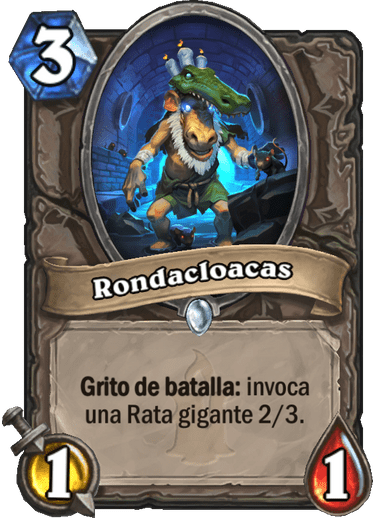 3
Rondacloacas
Grito de batalla: invoca
una Rata gigante 2/3.
1
1